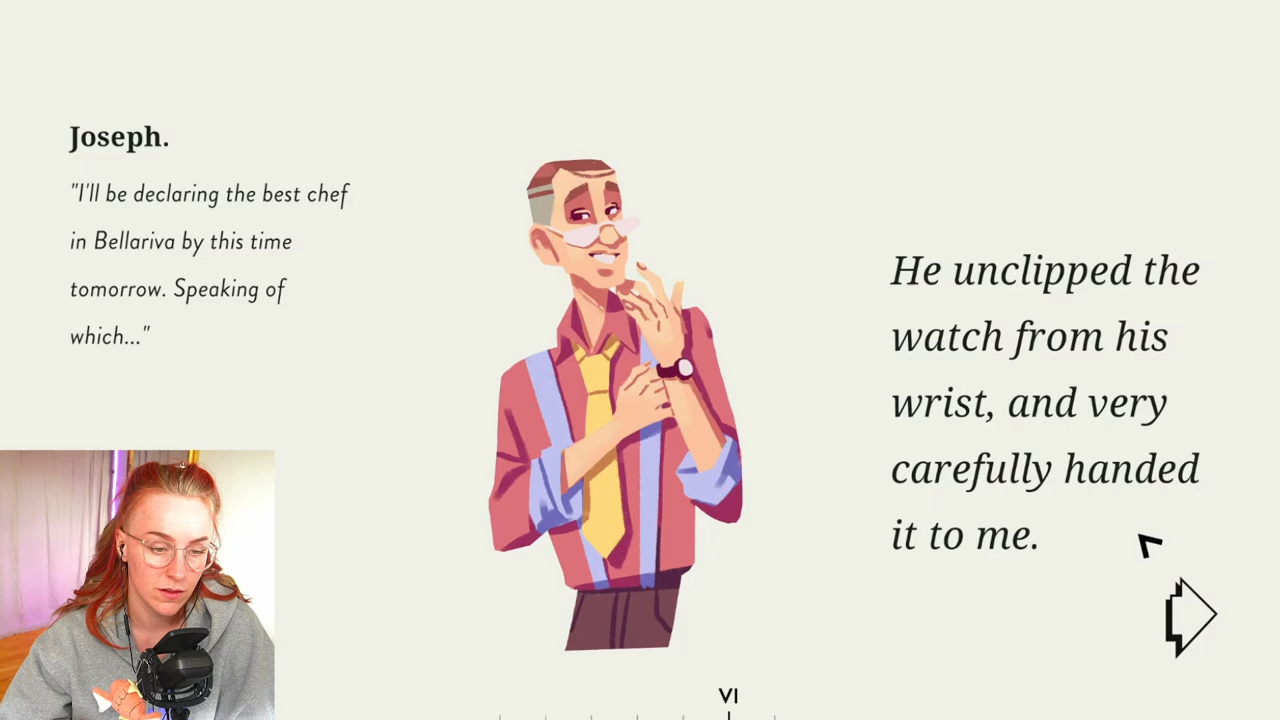 Joseph.
"I'll be declaring the best chef
in Bellariva by this time
tomorrow. Speaking of
which..."
He unclipped the
watch from his
wrist, and very
carefully handed
it to me.
VI